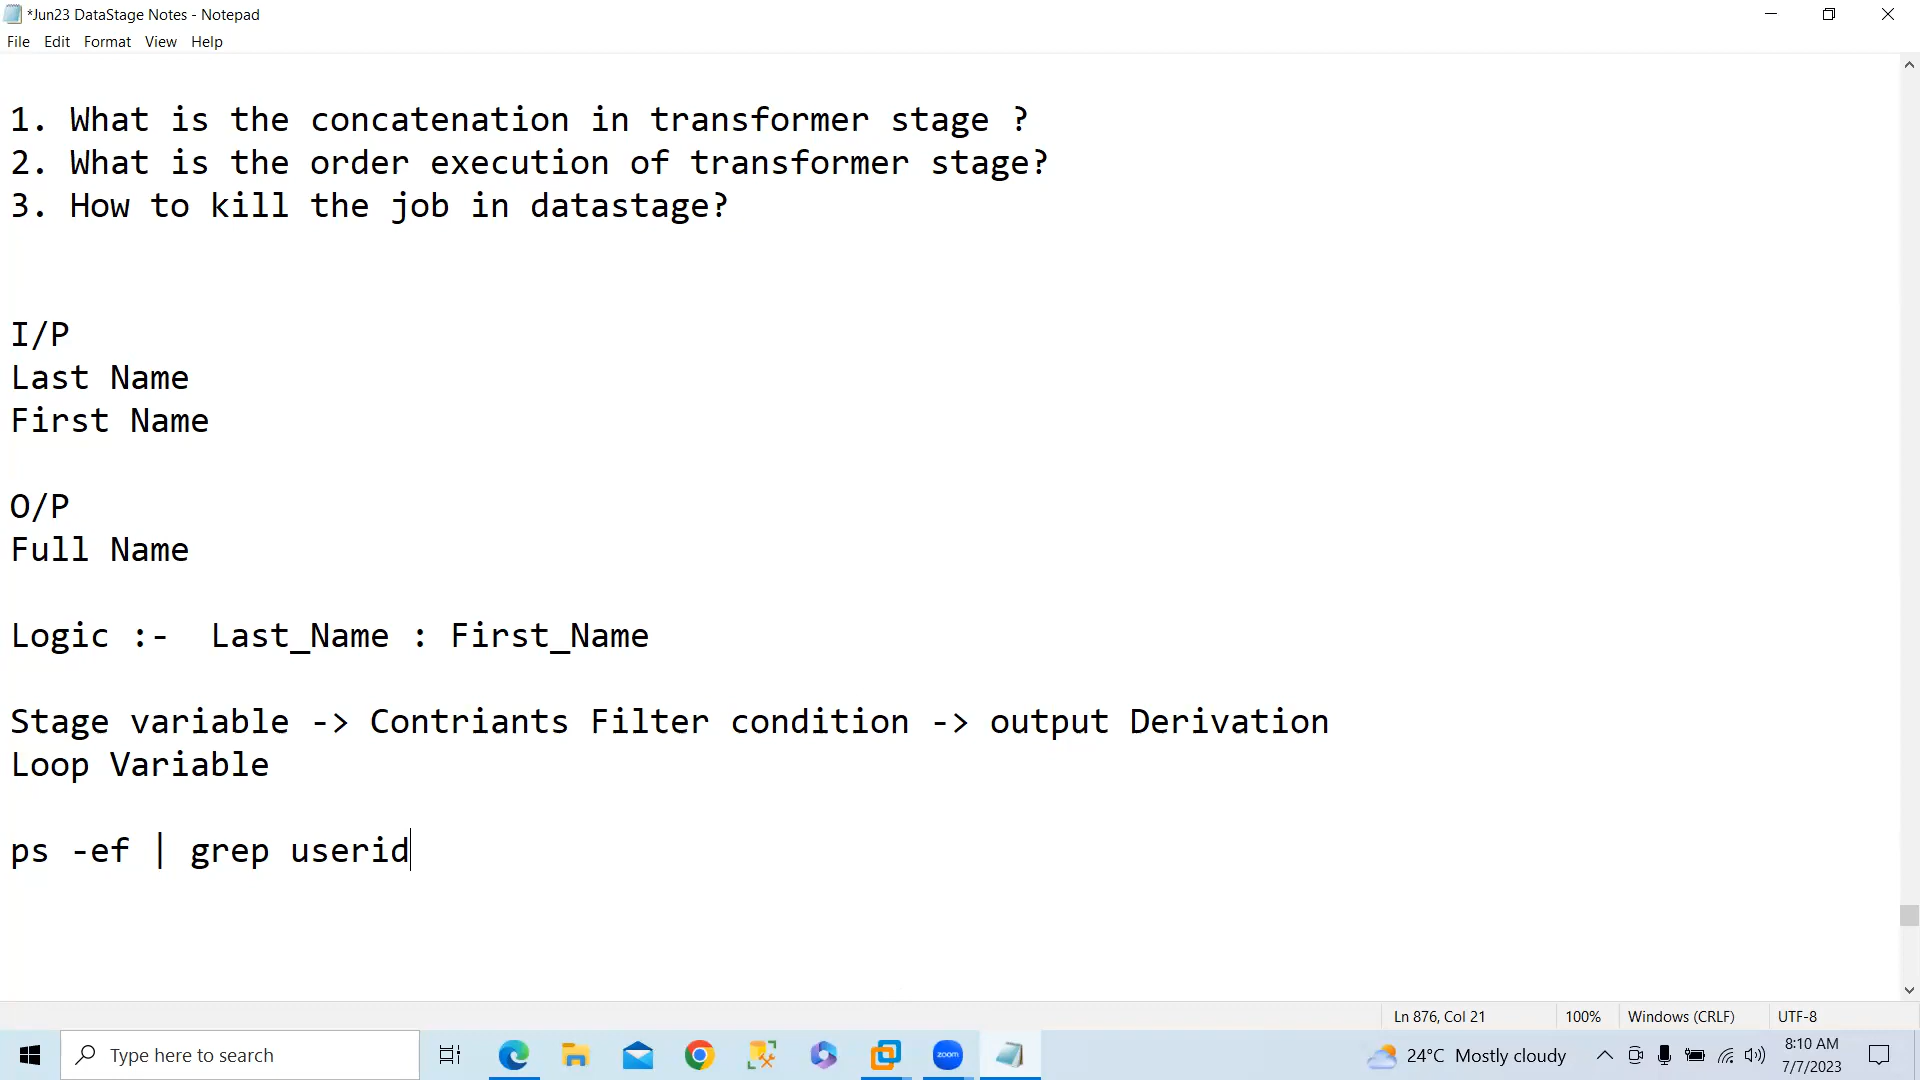 *Jun23 DataStage Notes - Notepad
File Edit Format View Help
1. What is the concatenation in transformer stage ?
2. What is the order execution of transformer stage?
3. How to kill the job in datastage?
I/P
Last Name
First Name
O/P
Full Name
Logic :-  Last_Name : First_Name
Stage variable -> Contriants Filter condition -> output Derivation
Loop Variable
ps -ef | grep userid
Ln 876, Col 21 100% Windows (CRLF) UTF-8
Type here to search
zoom
24°C Mostly cloudy
8:10 AM
7/7/2023